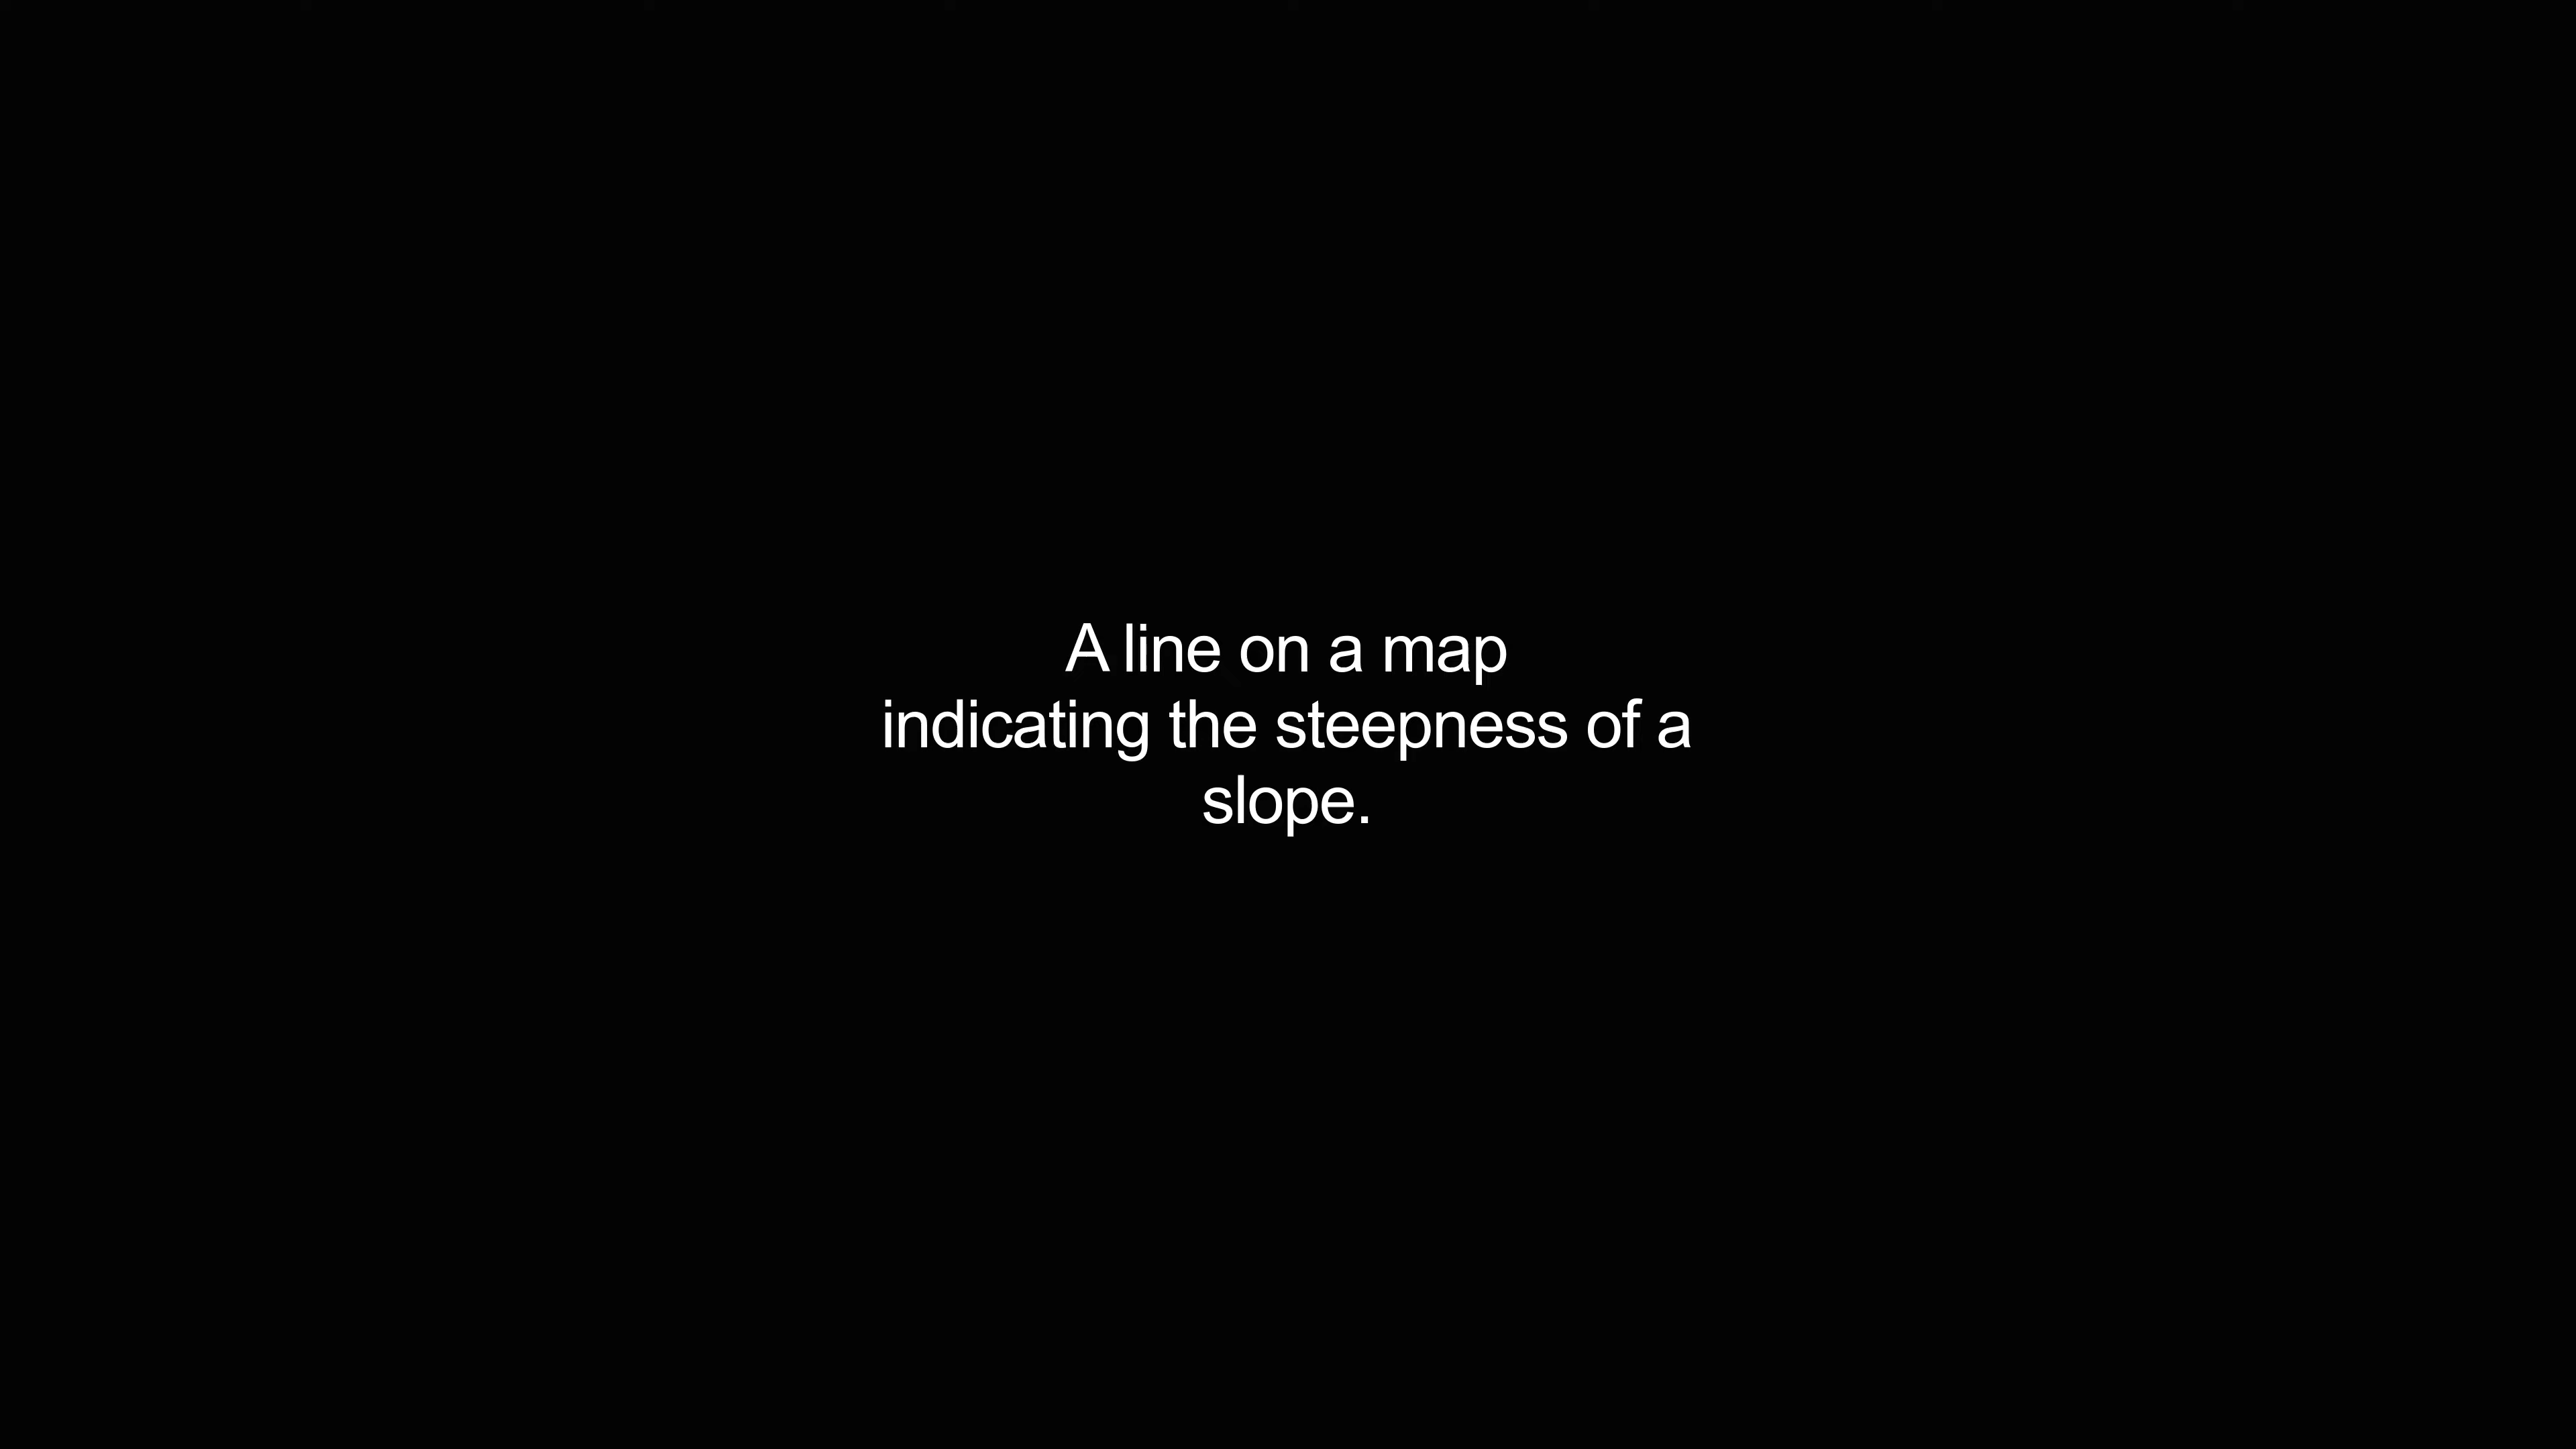 A line on a map
indicating the steepness of a
slope.